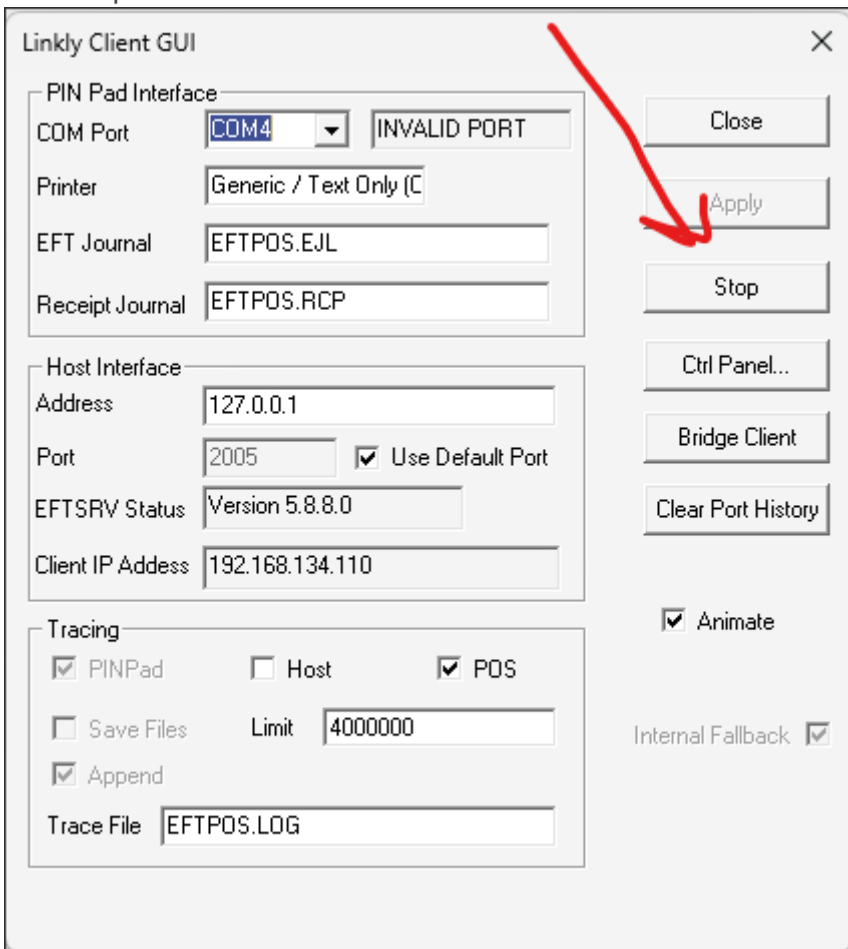 Linkly Client GUI
PIN Pad Interface
COM Port COM4 INVALID PORT
Close
Printer Generic / Text Only (C
Apply
EFT Journal EFTPOS.EJL
Stop
Receipt Journal EFTPOS.RCP
Host Interface
Ctrl Panel...
Address 127.0.0.1
Port 2005 Use Default Port
Bridge Client
EFTSRV Status Version 5.8.8.0
Clear Port History
Client IP Addess 192.168.134.110
Tracing
Animate
PINPad Host POS
Save Files Limit 4000000
Internal Fallback
Append
Trace File EFTPOS.LOG